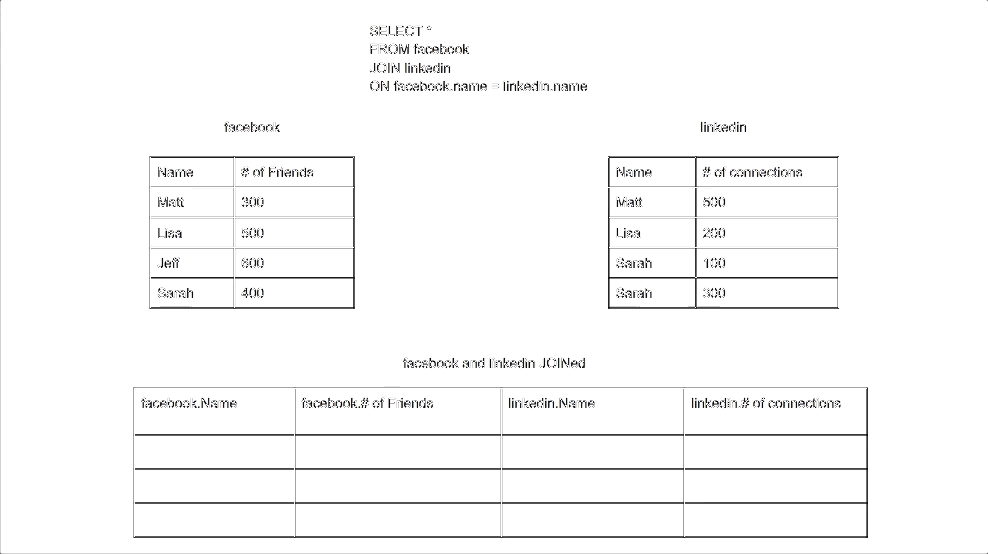 SELECT *
FROM facebook
JOIN linkedin
ON facebook.name = linkedin.name
facebook
Name # of Friends
Matt 300
Lisa 500
Jeff
Sarah 400
linkedin
Name # of connections
Matt 500
Lisa 200
Sarah 100
Sarah 300
facebook and linkedin JOINed
facebook.Name facebook.# of Friends linkedin.Name linkedin.# of connections